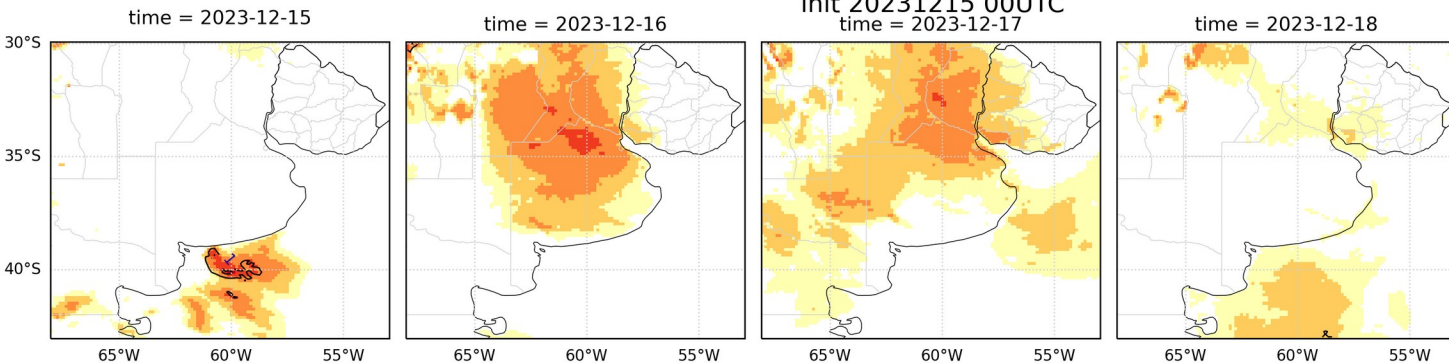 init 20231215 00UTC
time = 2023-12-15
time = 2023-12-16
time = 2023-12-17
time = 2023-12-18
30°S
35°S
40°S
1
65°W 60°W 55°W 65°W 60°W 55°W 65°W 60°W 55°W 65°W 60°W 55°W